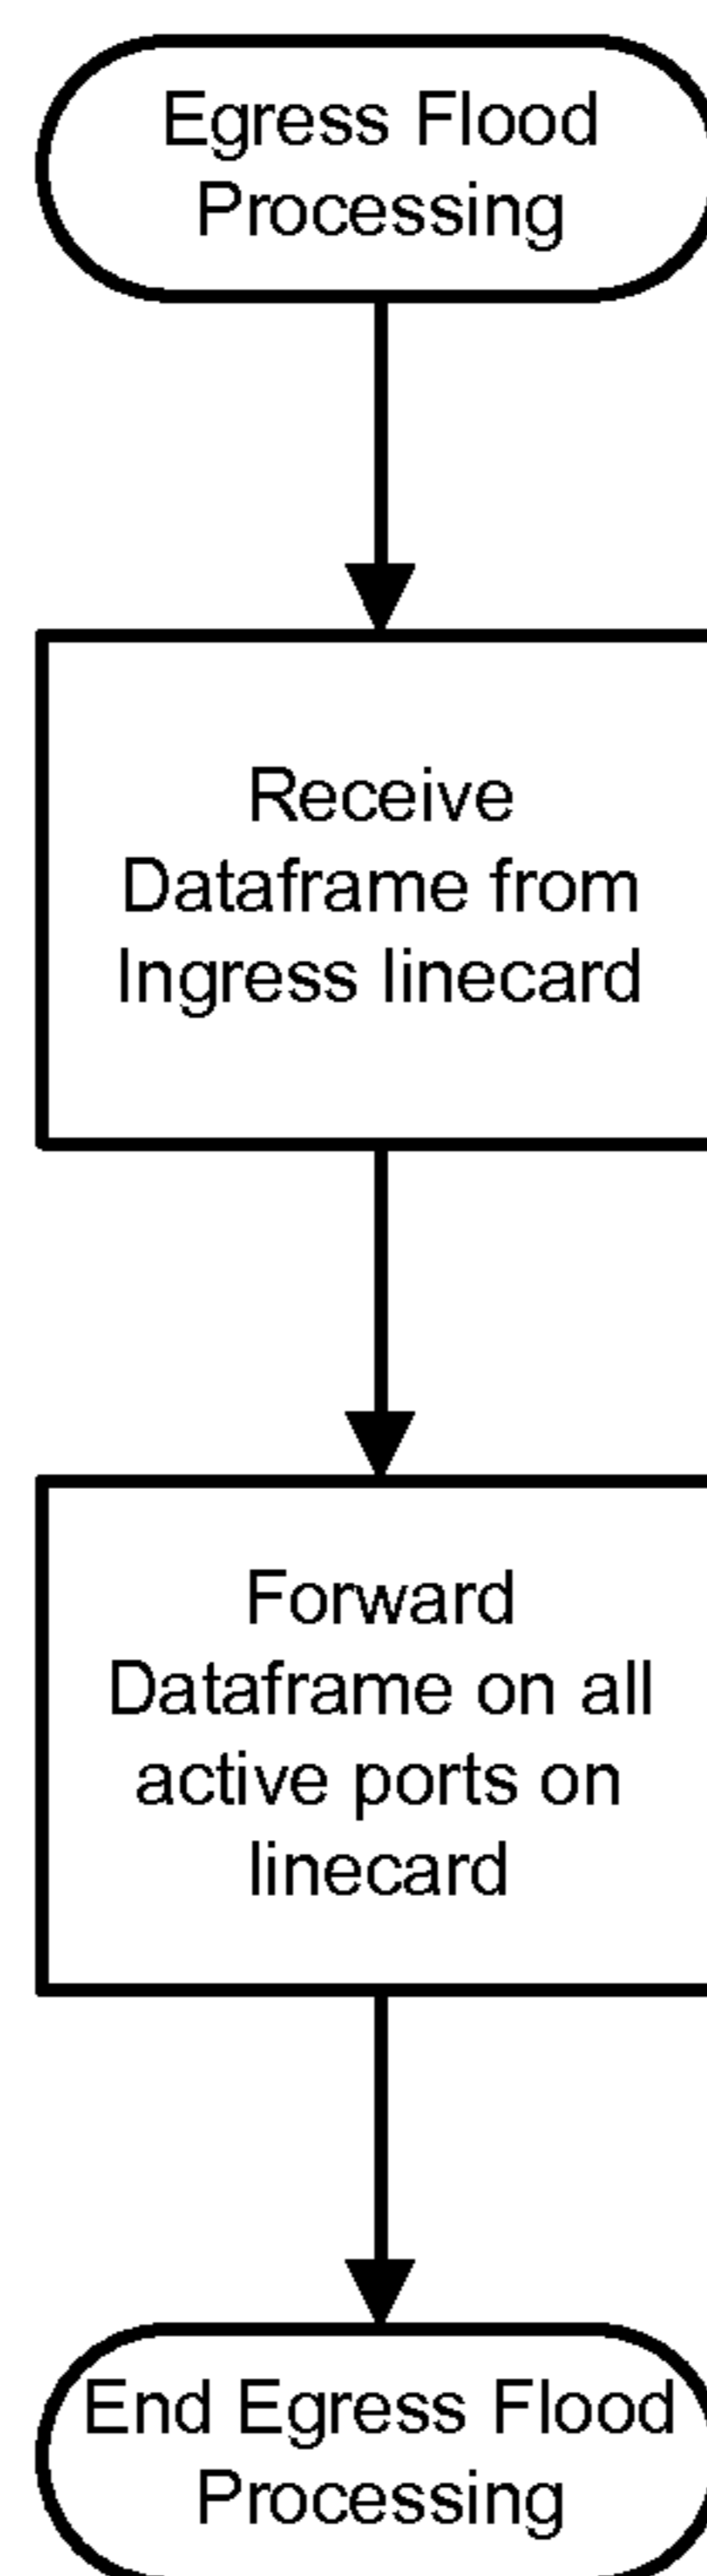 Egress Flood
Processing
Receive
Dataframe from
Ingress linecard
Forward
Dataframe on all
active ports on
linecard
End Egress Flood
Processing